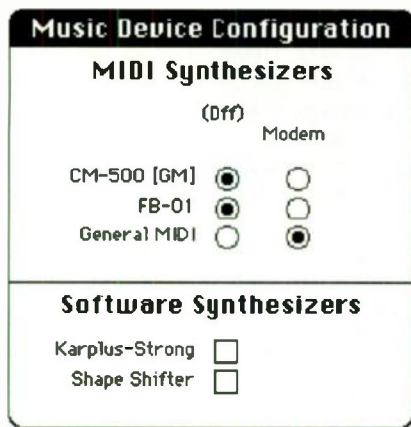 Music Device Configuration
MIDI Synthesizers
(Off)
Modem
CM-500 [GM]
FB-01
General MIDI
Software Synthesizers
Karplus-Strong
Shape Shifter